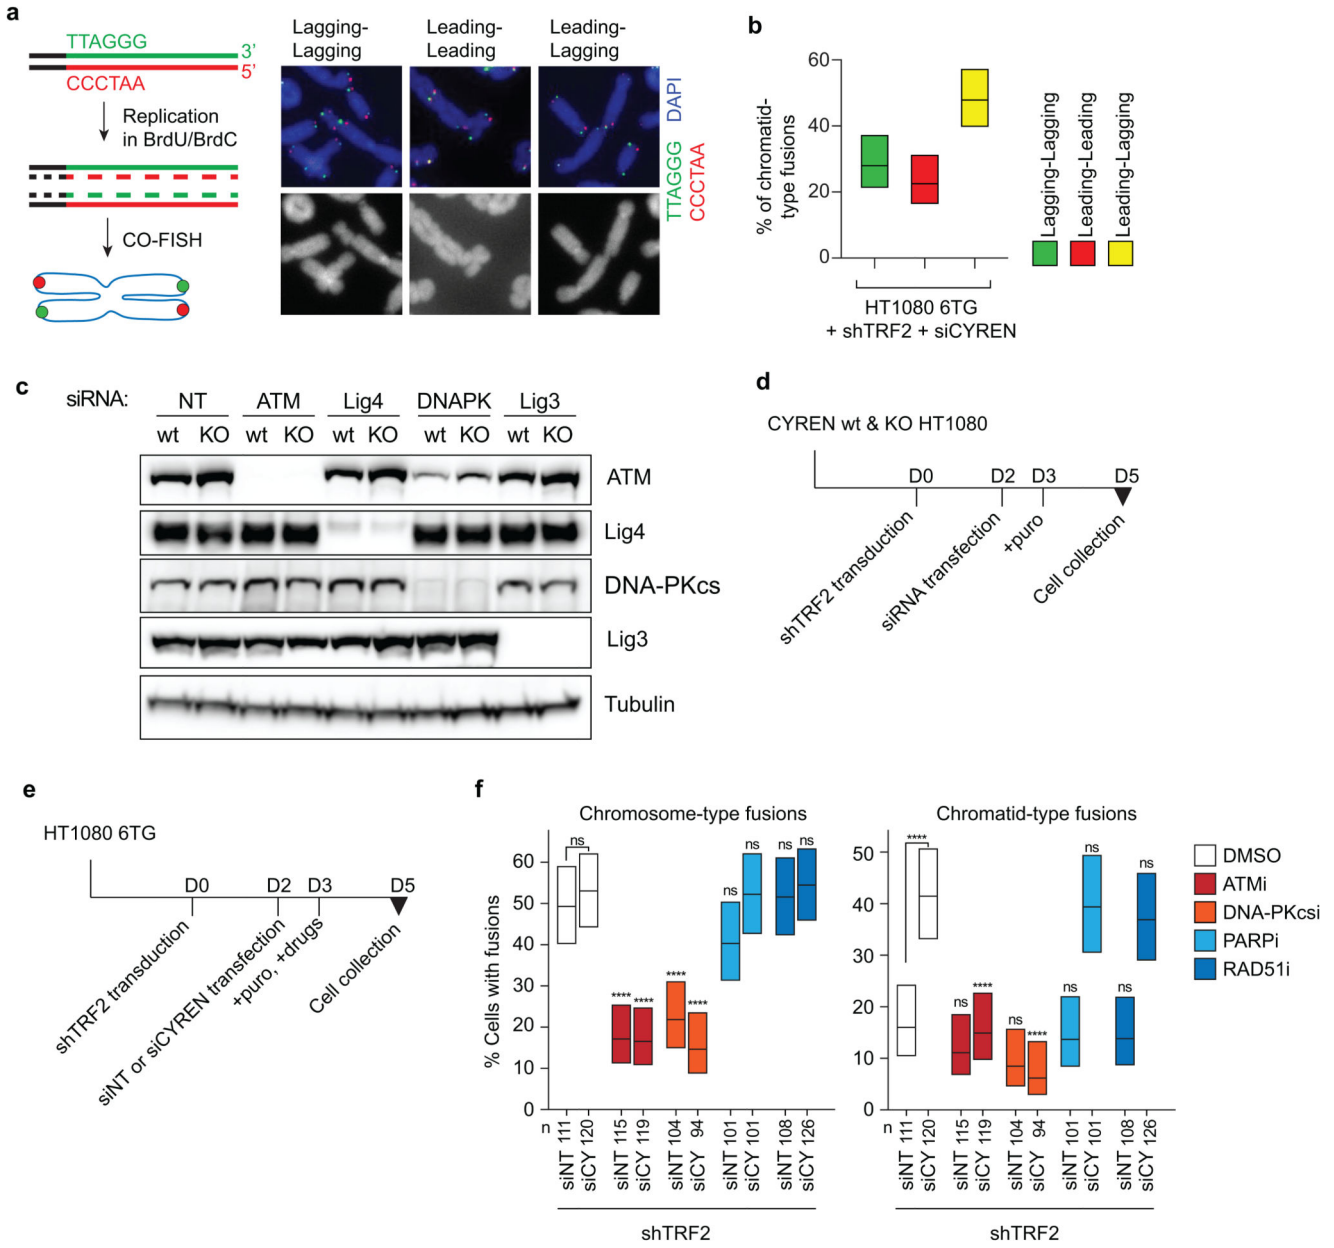 a
TTAGGG
3’
5’
CCCTAA
Replication
in BrdU/BrdC
CO-FISH
Lagging-
Lagging
Leading-
Leading
Leading-
Lagging
TTAGGG DAPI
CCCTAA
b
% of chromatid-
type fusions
60
40
20
0
HT1080 6TG
+ shTRF2 + siCYREN
Lagging-Lagging
Leading-Leading
Leading-Lagging
c
siRNA: NT ATM Lig4 DNAPK Lig3
wt KO wt KO wt KO wt KO wt KO
ATM
Lig4
DNA-PKcs
Lig3
Tubulin
d
CYREN wt & KO HT1080
D0 D2 D3 D5
shTRF2 transduction
siRNA transfection
+puro
Cell collection
e
HT1080 6TG
D0 D2 D3 D5
shTRF2 transduction
siNT or siCYREN transfection
+puro, +drugs
Cell collection
f
Chromosome-type fusions
% Cells with fusions
60
50
40
30
20
10
0
ns
**** ****
**** ****
ns ns
ns ns
n
siNT 111
siCY 120
siNT 115
siCY 119
siNT 104
siCY 94
siNT 101
siCY 101
siNT 108
siCY 126
shTRF2
Chromatid-type fusions
50
40
30
20
10
0
****
ns ****
ns ****
ns ns
ns ns
n
siNT 111
siCY 120
siNT 115
siCY 119
siNT 104
siCY 94
siNT 101
siCY 101
siNT 108
siCY 126
shTRF2
DMSO
ATMi
DNA-PKcsi
PARPi
RAD51i